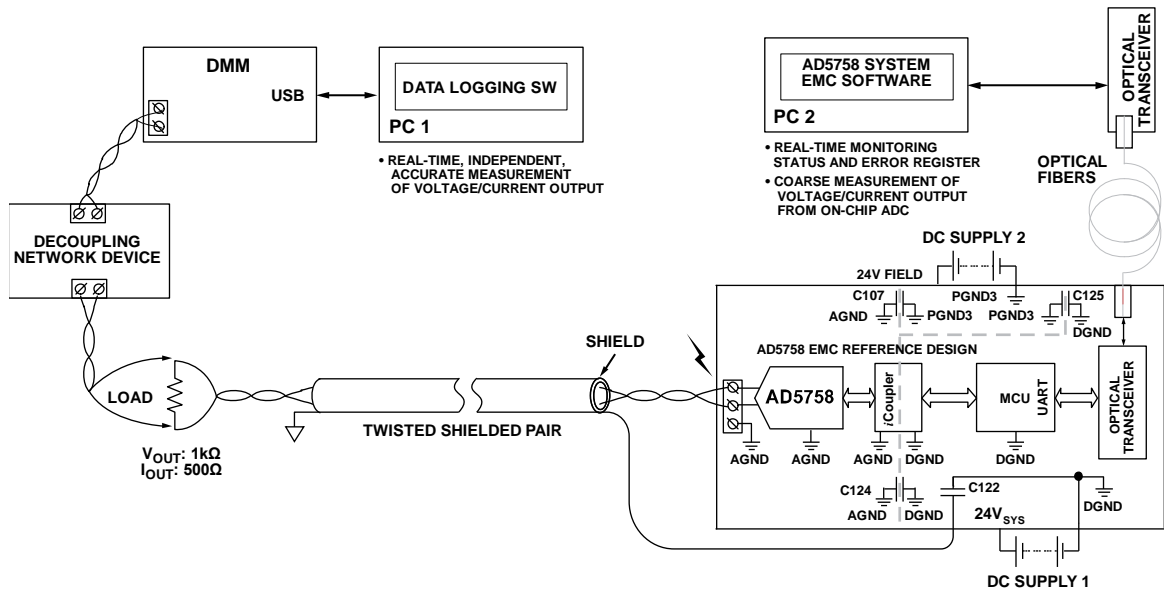 DMM
USB
DATA LOGGING SW
PC 1
• REAL-TIME, INDEPENDENT,
ACCURATE MEASUREMENT
OF VOLTAGE/CURRENT OUTPUT
AD5758 SYSTEM
EMC SOFTWARE
PC 2
• REAL-TIME MONITORING
STATUS AND ERROR REGISTER
• COARSE MEASUREMENT OF
VOLTAGE/CURRENT OUTPUT
FROM ON-CHIP ADC
OPTICAL
TRANSCEIVER
OPTICAL
FIBERS
DECOUPLING
NETWORK DEVICE
LOAD
VOUT: 1kΩ
IOUT: 500Ω
SHIELD
TWISTED SHIELDED PAIR
DC SUPPLY 2
24V FIELD
C107
AGND
PGND3
PGND3
PGND3
C125
DGND
AD5758 EMC REFERENCE DESIGN
AD5758
iCoupler
MCU
UART
OPTICAL
TRANSCEIVER
AGND
AGND
AGND
DGND
DGND
C124
AGND
DGND
C122
DGND
24VSYS
DC SUPPLY 1